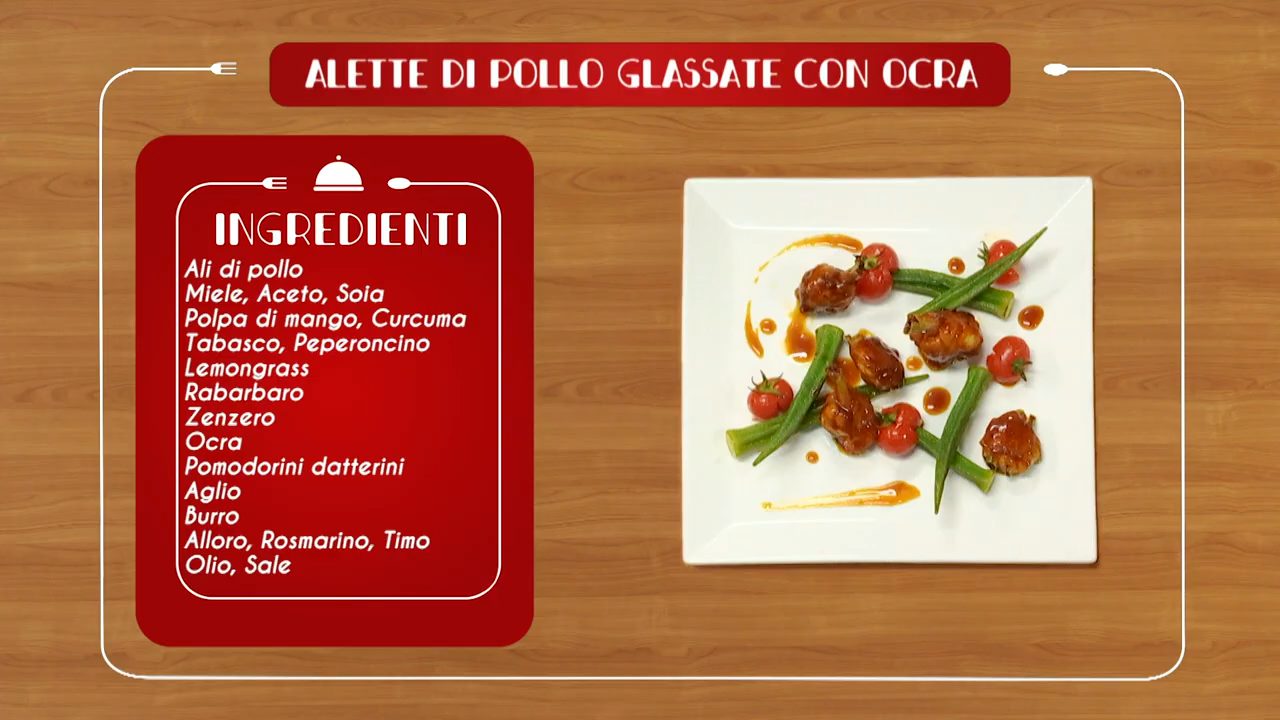 ALETTE DI POLLO GLASSATE CON OCRA
INGREDIENTI
Ali di pollo
Miele, Aceto, Soia
Polpa di mango, Curcuma
Tabasco, Peperoncino
Lemongrass
Rabarbaro
Zenzero
Ocra
Pomodorini datterini
Aglio
Burro
Alloro, Rosmarino, Timo
Olio, Sale